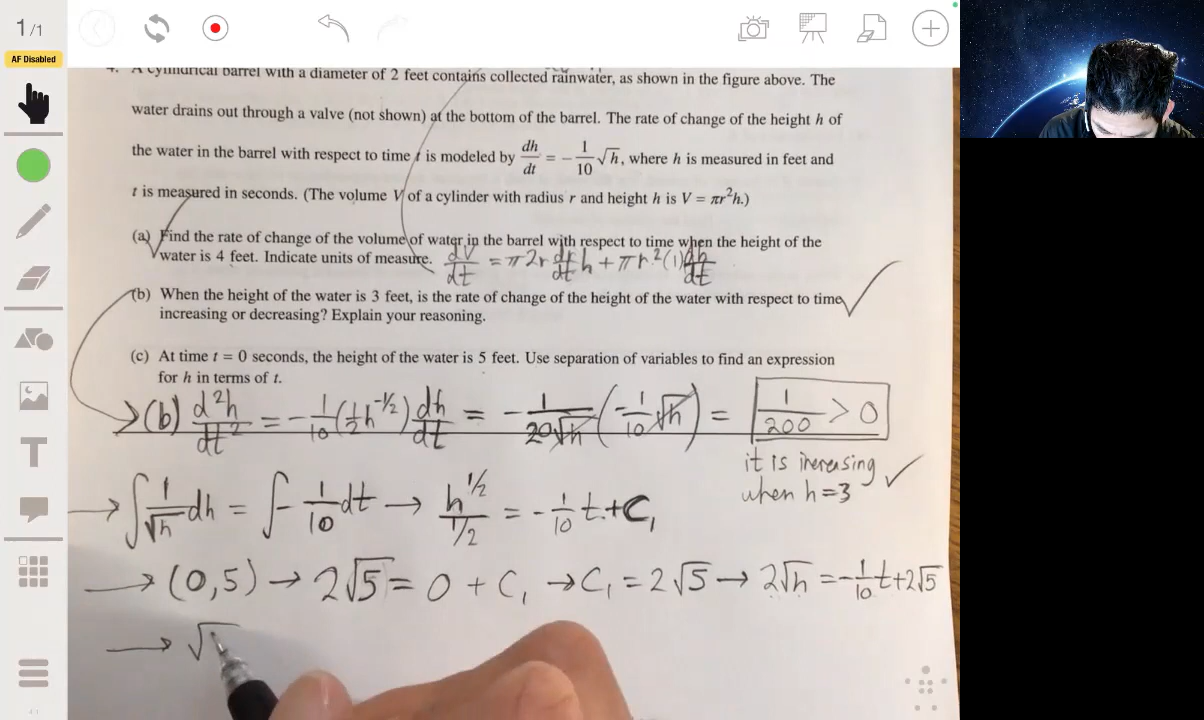 1/1
AF Disabled
4. A cylindrical barrel with a diameter of 2 feet contains collected rainwater, as shown in the figure above. The
water drains out through a valve (not shown) at the bottom of the barrel. The rate of change of the height h of
the water in the barrel with respect to time t is modeled by dh/dt = -1/10 √h, where h is measured in feet and
t is measured in seconds. (The volume V of a cylinder with radius r and height h is V = πr²h.)
(a) Find the rate of change of the volume of water in the barrel with respect to time when the height of the
water is 4 feet. Indicate units of measure. dV/dt = π2r dr/dt h + πr²(1) dh/dt
(b) When the height of the water is 3 feet, is the rate of change of the height of the water with respect to time
increasing or decreasing? Explain your reasoning.
(c) At time t = 0 seconds, the height of the water is 5 feet. Use separation of variables to find an expression
for h in terms of t.
→(b) d²h/dt² = -1/10 (1/2 h^-1/2) dh/dt = -1/20√h (-1/10 √h) = 1/200 > 0
it is increasing
when h=3
→ ∫ 1/√h dh = ∫ -1/10 dt → h^1/2 / 1/2 = -1/10 t + C₁
→ (0,5) → 2√5 = 0 + C₁ → C₁ = 2√5 → 2√h = -1/10 t + 2√5
→ √
T